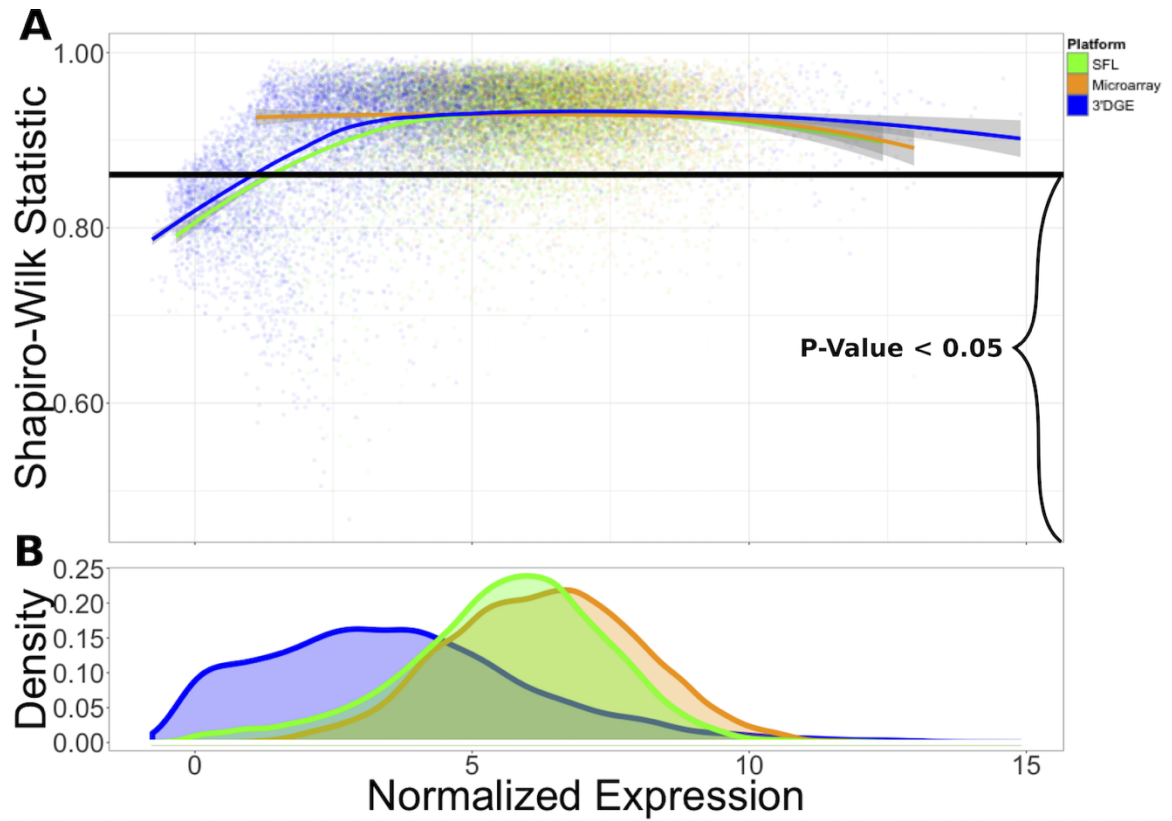 A
Shapiro-Wilk Statistic
1.00
0.80
0.60
Platform
SFL
Microarray
3'DGE
P-Value < 0.05
B
Density
0.25
0.20
0.15
0.10
0.05
0.00
0 5 10 15
Normalized Expression